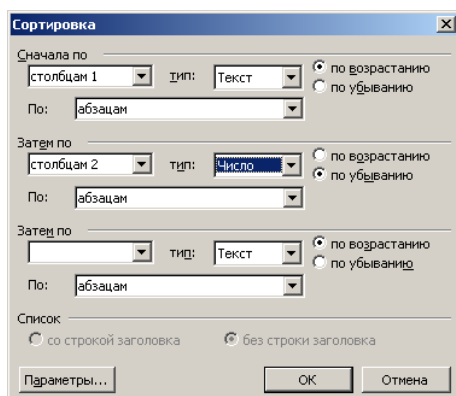 Сортировка
Сначала по
столбцам 1 тип: Текст по возрастанию
по убыванию
По: абзацам
Затем по
столбцам 2 тип: Число по возрастанию
по убыванию
По: абзацам
Затем по
тип: Текст по возрастанию
по убыванию
По: абзацам
Список
со строкой заголовка без строки заголовка
Параметры... ОК Отмена